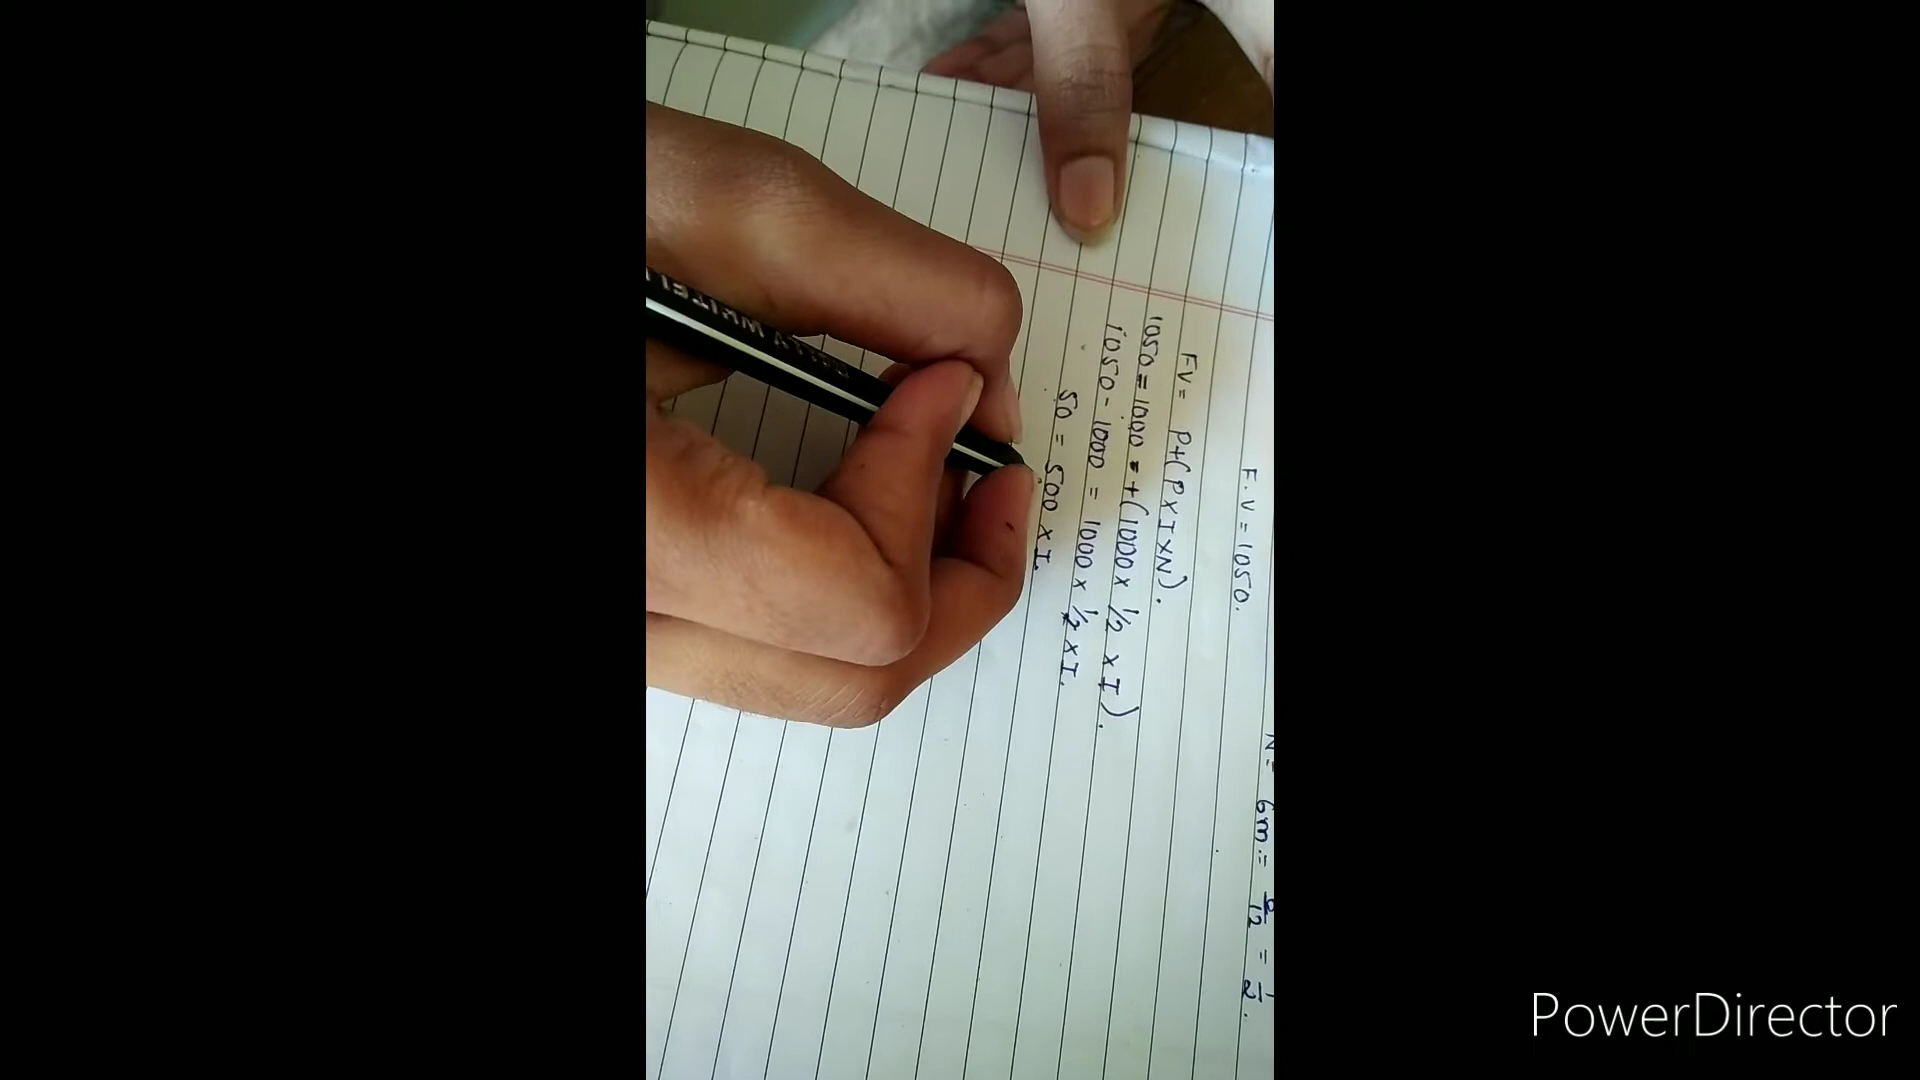 N = 6m = 6/12 = 1/2.
F.V = 1050.
FV = P+(P×I×N).
1050 = 1000 = +(1000 × 1/2 × I).
1050 - 1000 = 1000 × 1/2 × I.
50 = 500 × I.
PowerDirector